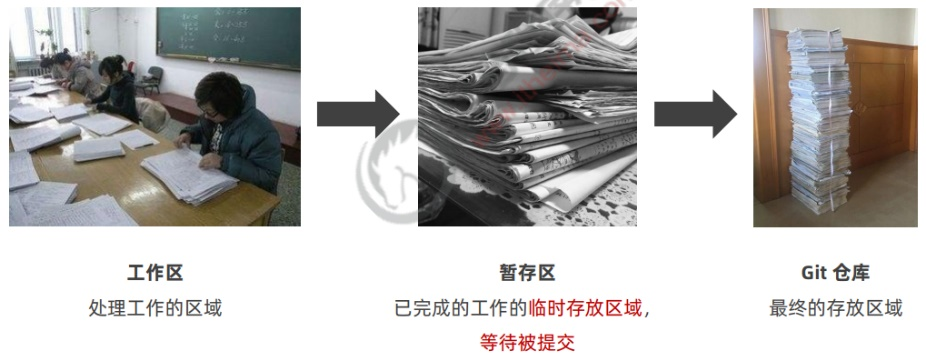 工作区
处理工作的区域
暂存区
已完成的工作的临时存放区域，
等待被提交
Git 仓库
最终的存放区域